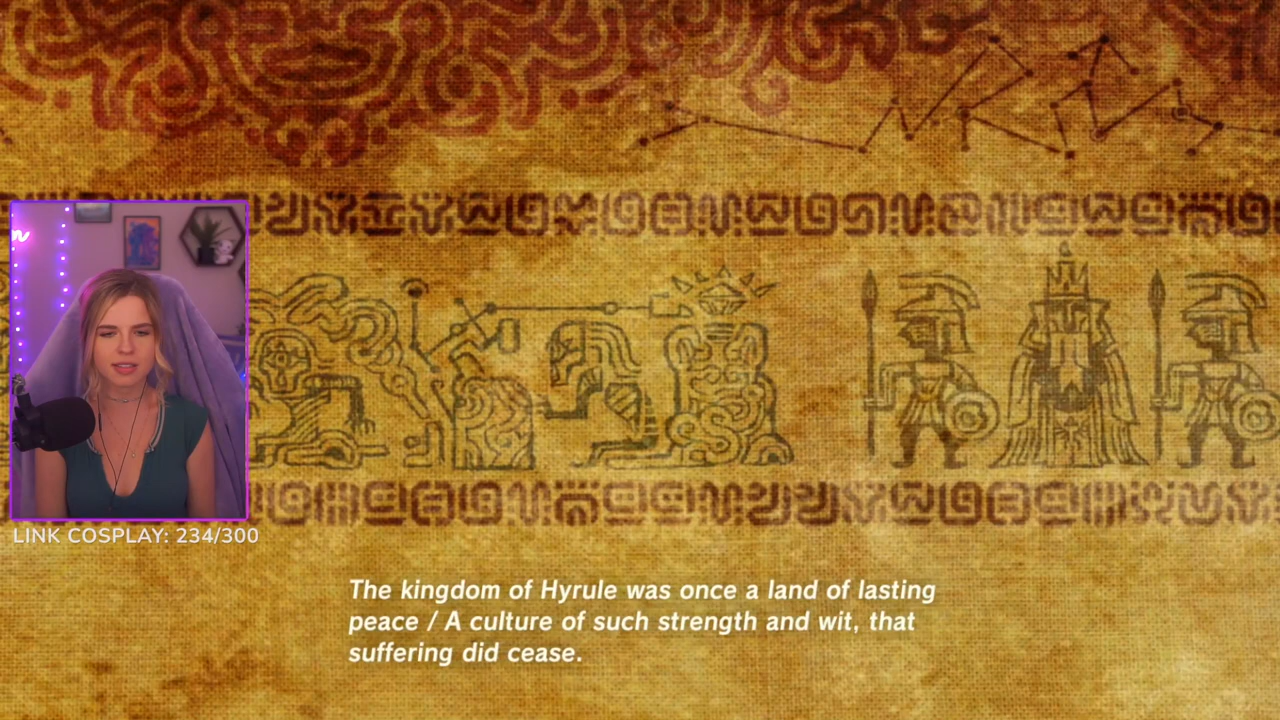 LINK COSPLAY: 234/300
The kingdom of Hyrule was once a land of lasting
peace / A culture of such strength and wit, that
suffering did cease.